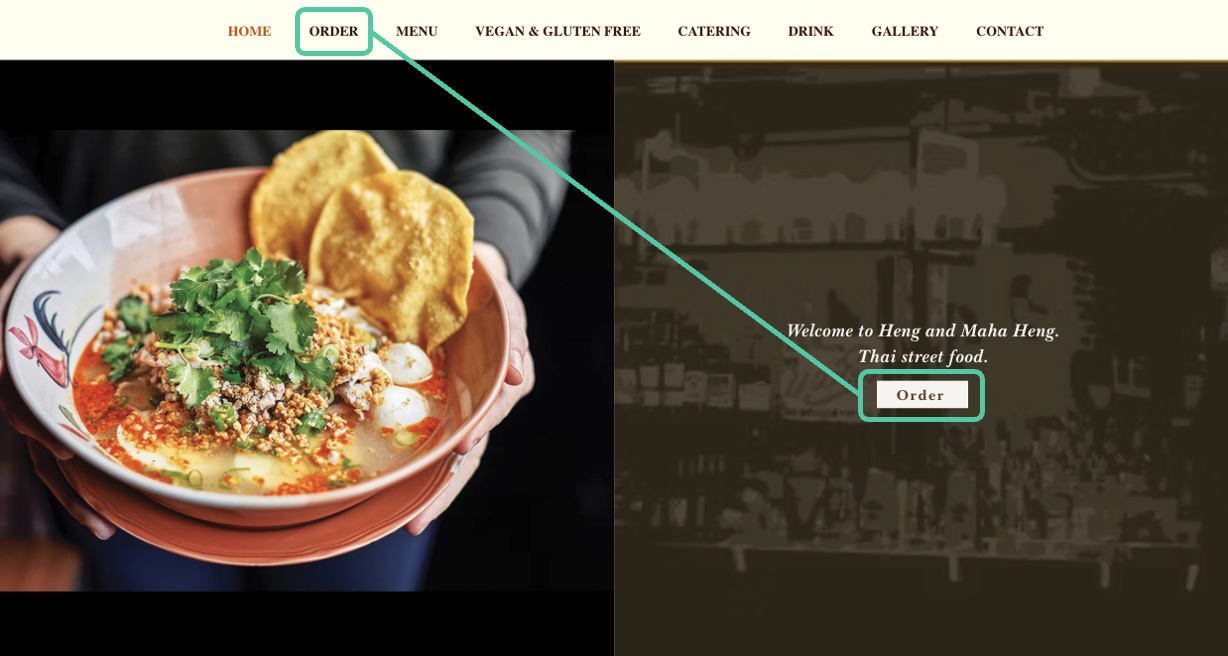 HOME ORDER MENU VEGAN & GLUTEN FREE CATERING DRINK GALLERY CONTACT
Welcome to Heng and Maha Heng.
Thai street food.
Order